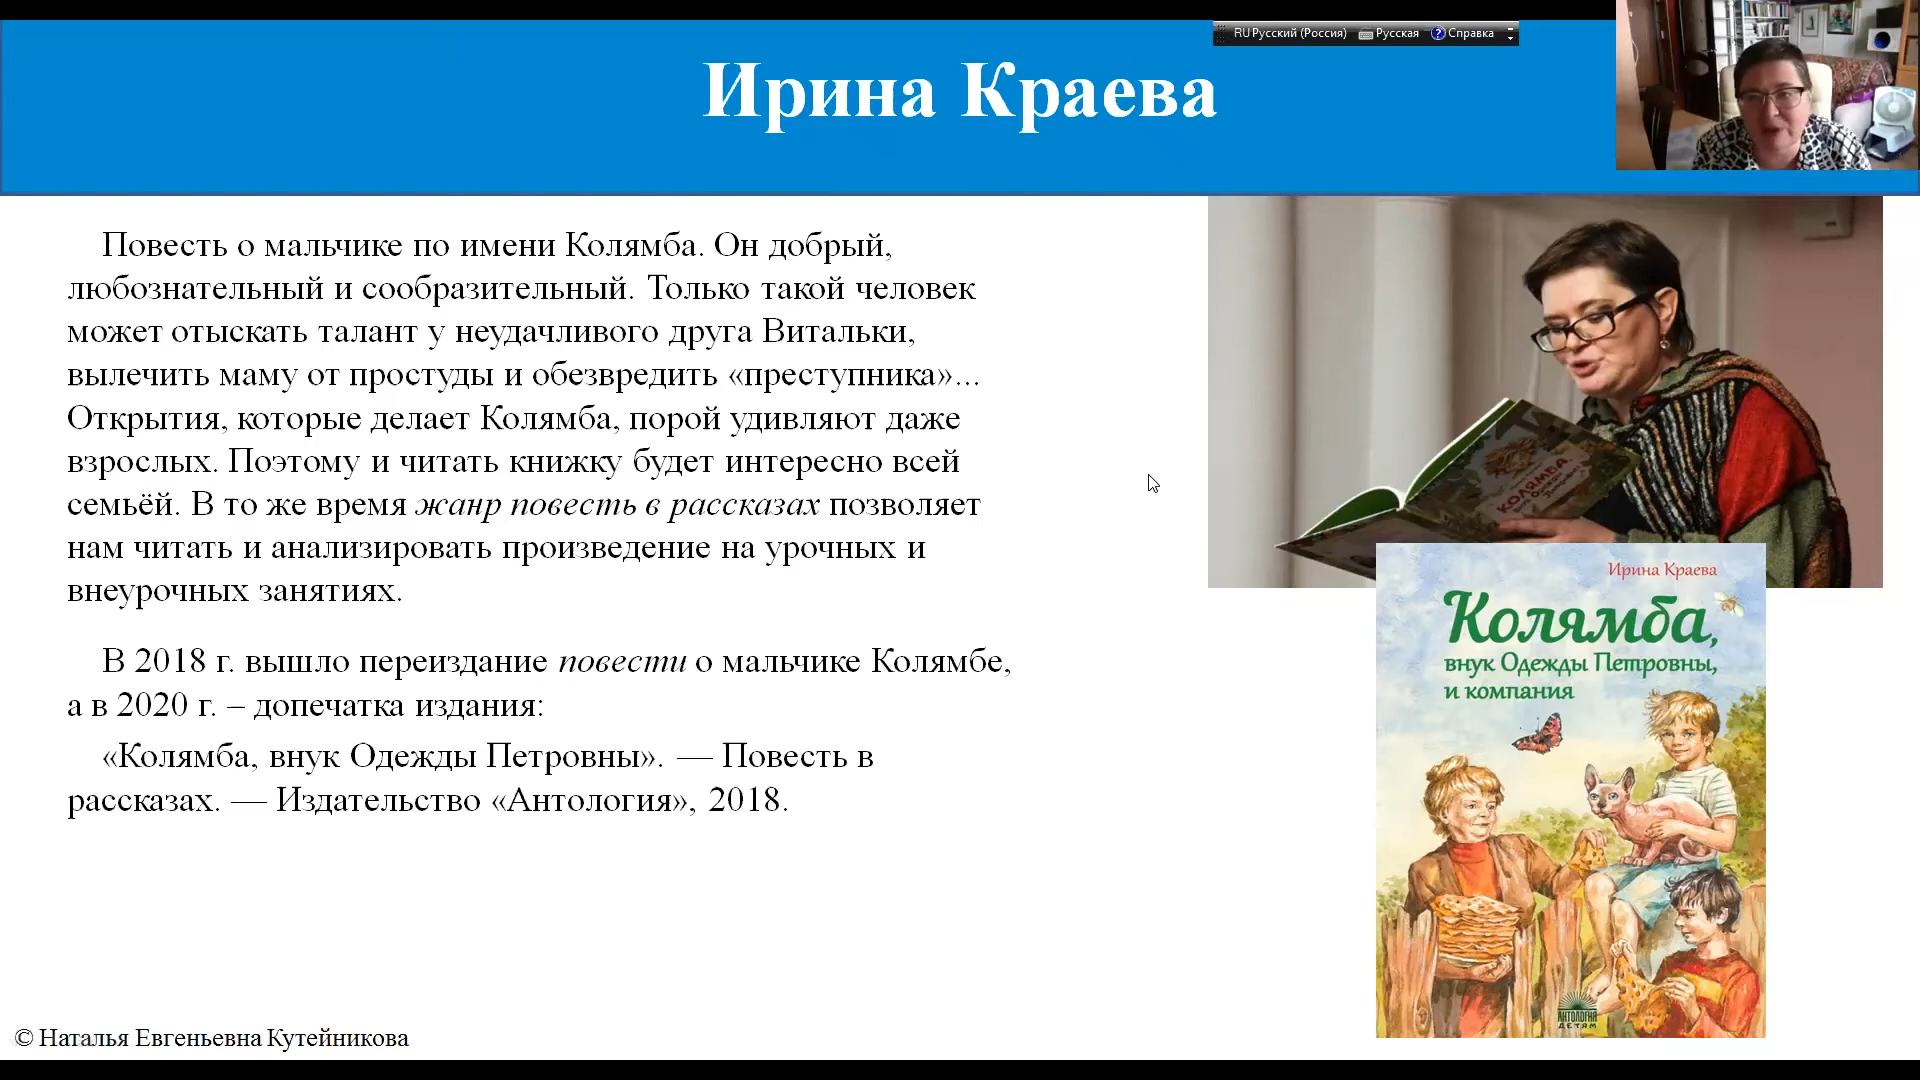 RU Русский (Россия) Русская Справка
Ирина Краева
Повесть о мальчике по имени Колямба. Он добрый,
любознательный и сообразительный. Только такой человек
может отыскать талант у неудачливого друга Витальки,
вылечить маму от простуды и обезвредить «преступника»...
Открытия, которые делает Колямба, порой удивляют даже
взрослых. Поэтому и читать книжку будет интересно всей
семьёй. В то же время жанр повесть в рассказах позволяет
нам читать и анализировать произведение на урочных и
внеурочных занятиях.
В 2018 г. вышло переиздание повести о мальчике Колямбе,
а в 2020 г. – допечатка издания:
«Колямба, внук Одежды Петровны». — Повесть в
рассказах. — Издательство «Антология», 2018.
КОЛЯМБА
Ирина Краева
Колямба,
внук Одежды Петровны,
и компания
АНТОЛОГИЯ
ДЕТЯМ
© Наталья Евгеньевна Кутейникова